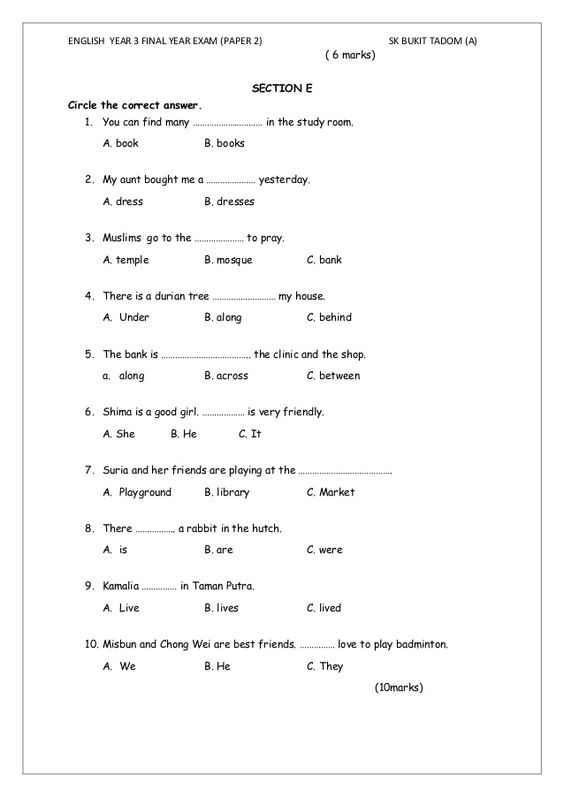 ENGLISH YEAR 3 FINAL YEAR EXAM (PAPER 2) SK BUKIT TADOM (A)
( 6 marks)
SECTION E
Circle the correct answer.
1. You can find many ………………………… in the study room.
A. book B. books
2. My aunt bought me a ………………… yesterday.
A. dress B. dresses
3. Muslims go to the ………………… to pray.
A. temple B. mosque C. bank
4. There is a durian tree ……………………… my house.
A. Under B. along C. behind
5. The bank is ……………………………….. the clinic and the shop.
a. along B. across C. between
6. Shima is a good girl. ……………… is very friendly.
A. She B. He C. It
7. Suria and her friends are playing at the ………………………………….
A. Playground B. library C. Market
8. There …………….. a rabbit in the hutch.
A. is B. are C. were
9. Kamalia …………… in Taman Putra.
A. Live B. lives C. lived
10. Misbun and Chong Wei are best friends. …………… love to play badminton.
A. We B. He C. They
(10marks)